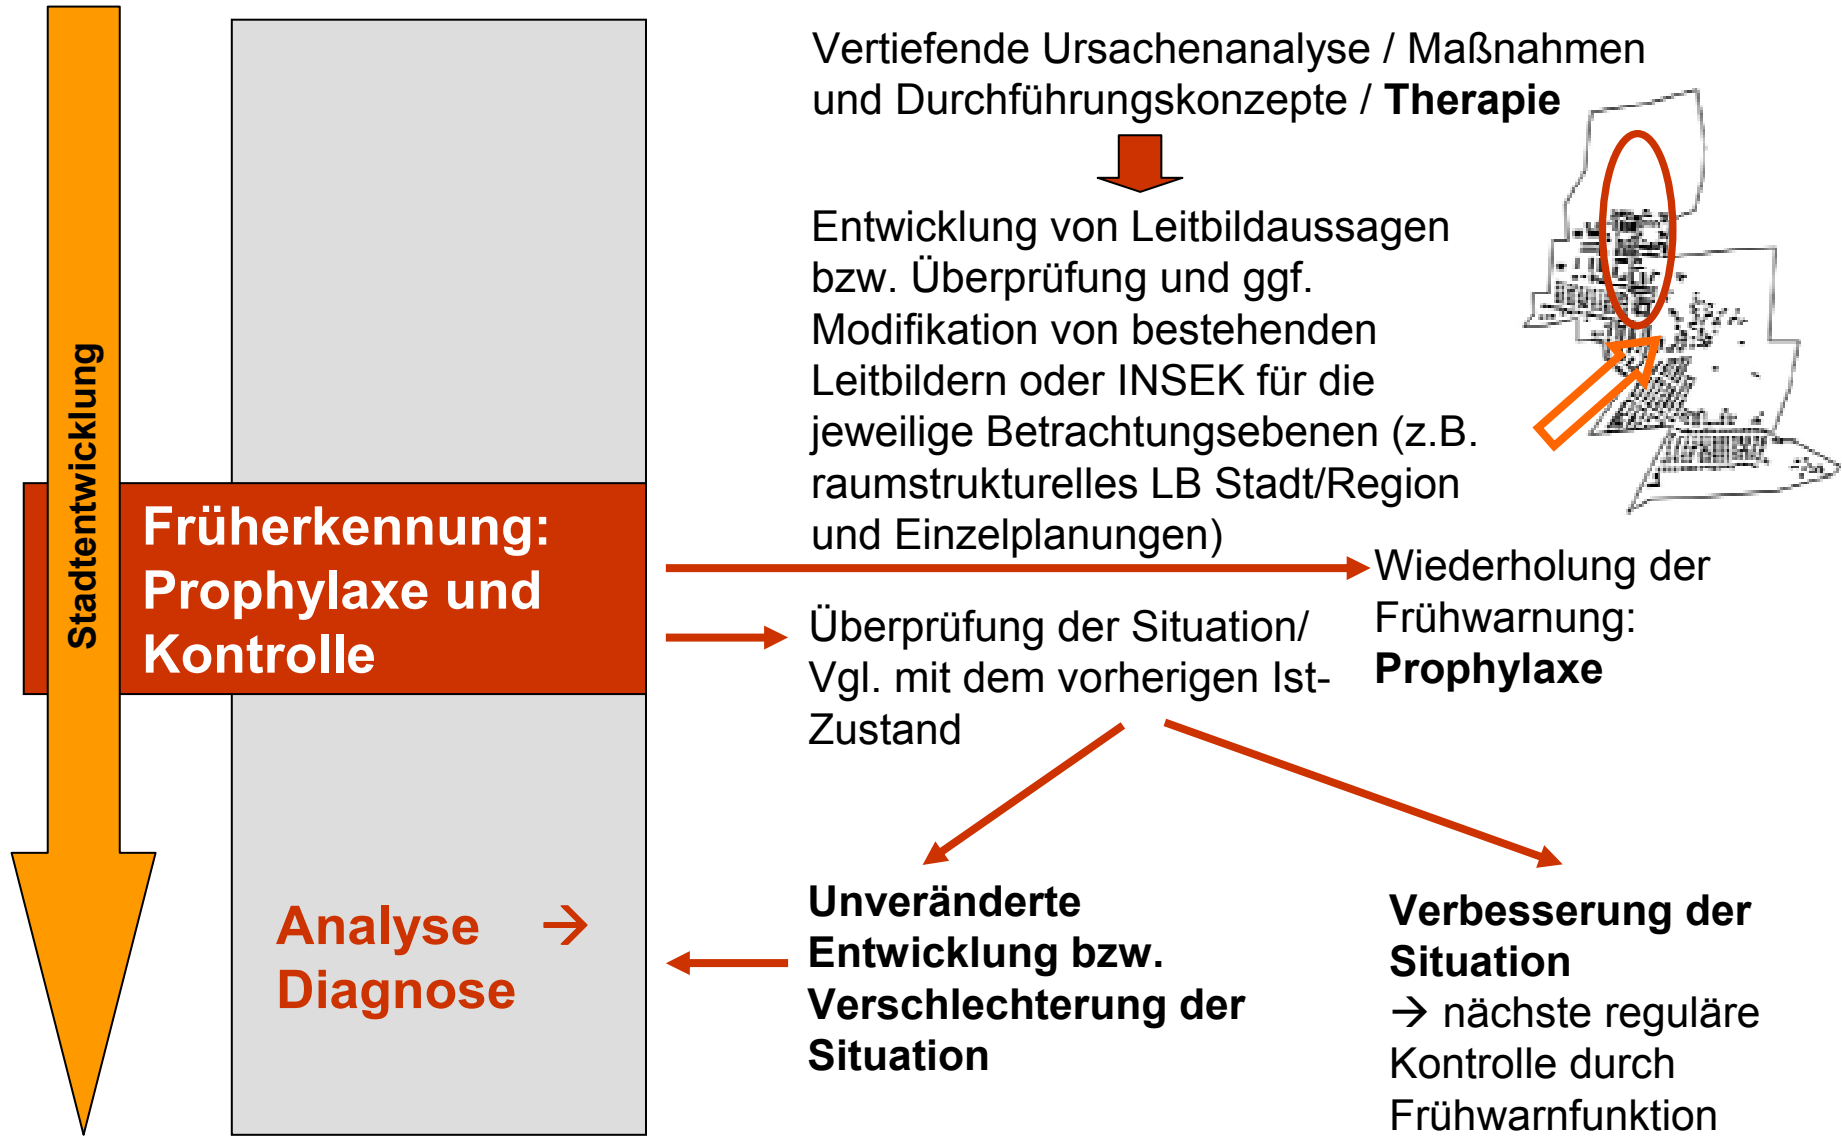 Stadtentwicklung
Vertiefende Ursachenanalyse / Maßnahmen
und Durchführungskonzepte / Therapie
Entwicklung von Leitbildaussagen
bzw. Überprüfung und ggf.
Modifikation von bestehenden
Leitbildern oder INSEK für die
jeweilige Betrachtungsebenen (z.B.
raumstrukturelles LB Stadt/Region
und Einzelplanungen)
Früherkennung:
Prophylaxe und
Kontrolle
Wiederholung der
Frühwarnung:
Prophylaxe
Überprüfung der Situation/
Vgl. mit dem vorherigen Ist-
Zustand
Analyse →
Diagnose
Unveränderte
Entwicklung bzw.
Verschlechterung der
Situation
Verbesserung der
Situation
→ nächste reguläre
Kontrolle durch
Frühwarnfunktion